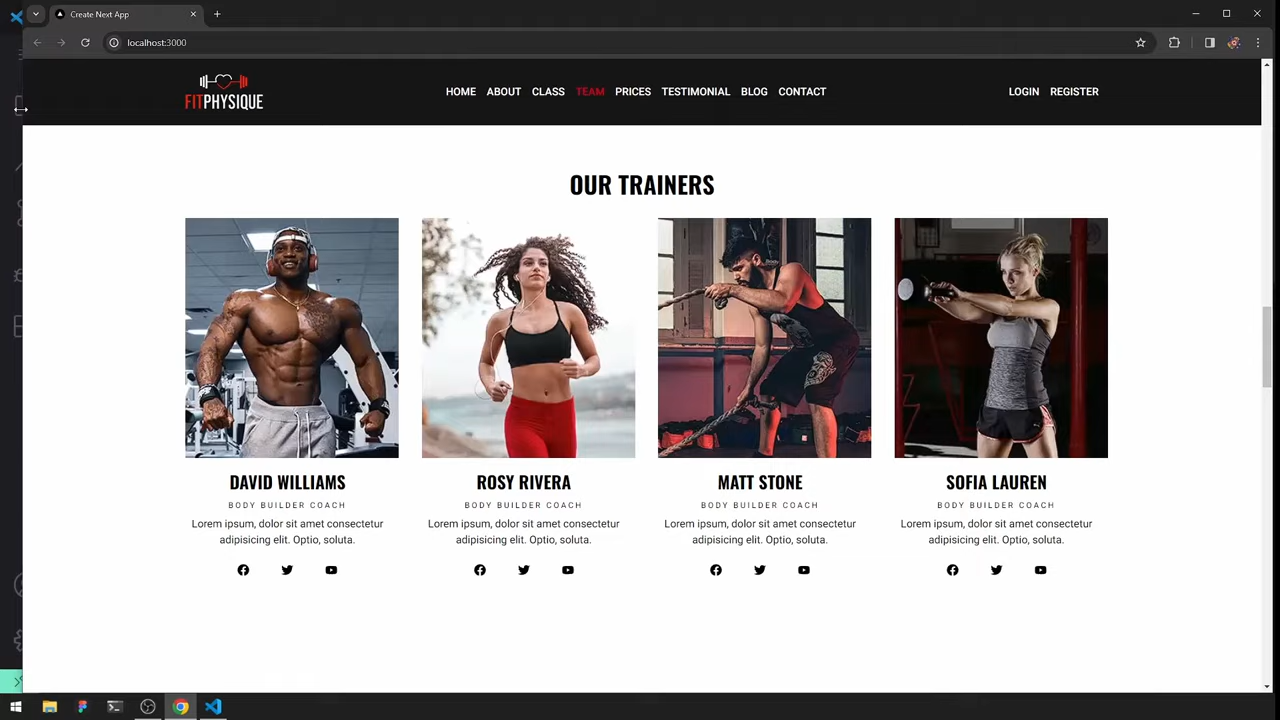 Create Next App
localhost:3000
FITPHYSIQUE
HOME ABOUT CLASS TEAM PRICES TESTIMONIAL BLOG CONTACT LOGIN REGISTER
OUR TRAINERS
DAVID WILLIAMS
BODY BUILDER COACH
Lorem ipsum, dolor sit amet consectetur
adipisicing elit. Optio, soluta.
ROSY RIVERA
BODY BUILDER COACH
Lorem ipsum, dolor sit amet consectetur
adipisicing elit. Optio, soluta.
MATT STONE
BODY BUILDER COACH
Lorem ipsum, dolor sit amet consectetur
adipisicing elit. Optio, soluta.
SOFIA LAUREN
BODY BUILDER COACH
Lorem ipsum, dolor sit amet consectetur
adipisicing elit. Optio, soluta.